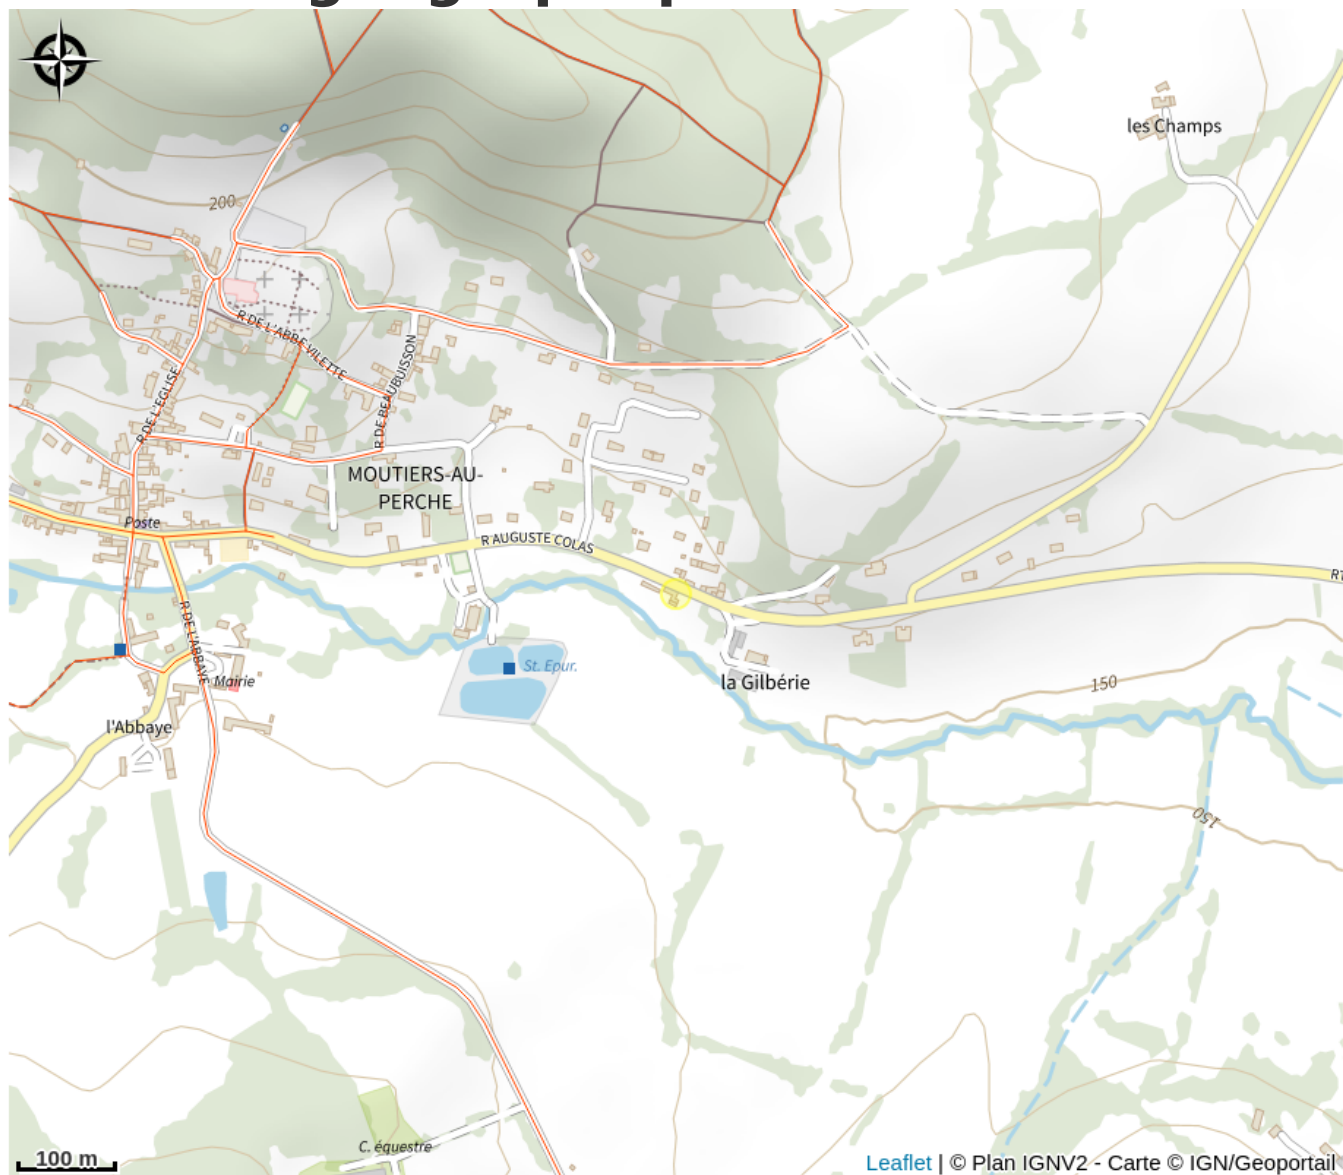 les Champs
200
R DE L'ABBE VILETTE
R DE BEAUBUISSON
R DE L'EGLISE
MOUTIERS-AU-
PERCHE
Poste
R AUGUSTE COLAS
R DE L'ABBAYE
St. Epur.
Mairie
la Gilbérie
150
l'Abbaye
150
C. équestre
100 m
Leaflet | © Plan IGNV2 - Carte © IGN/Geoportail